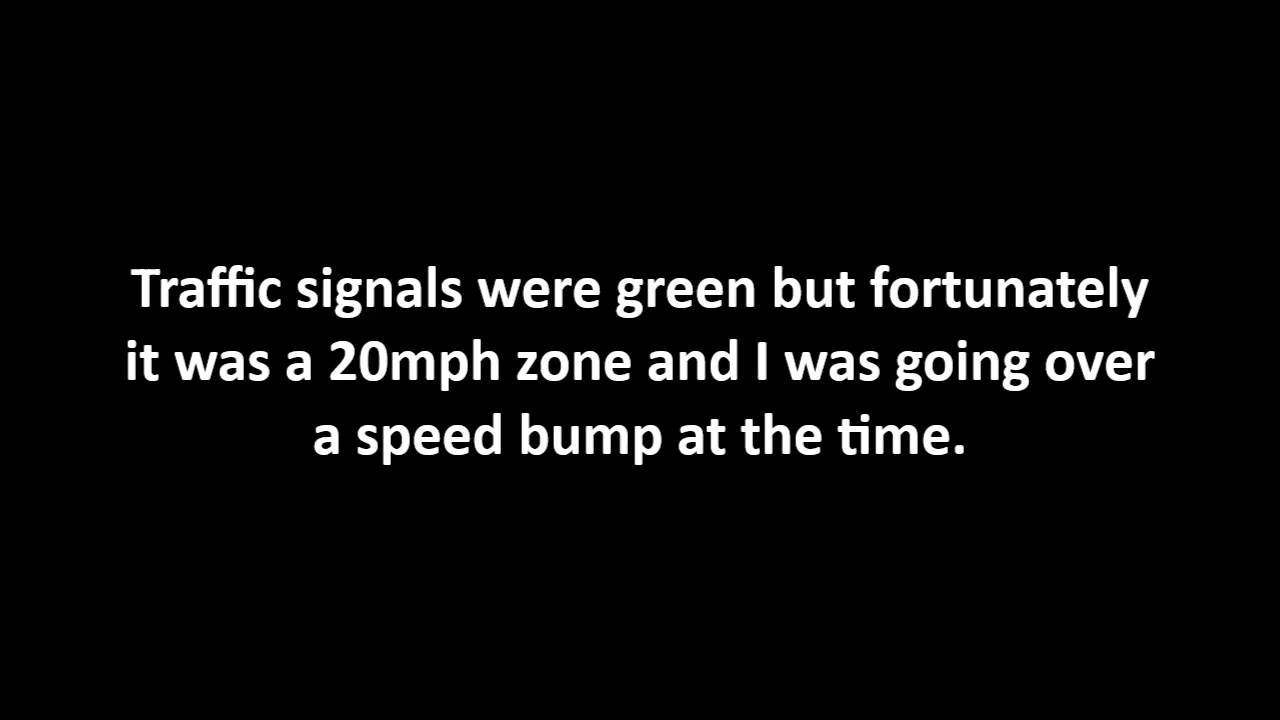 Traffic signals were green but fortunately
it was a 20mph zone and I was going over
a speed bump at the time.